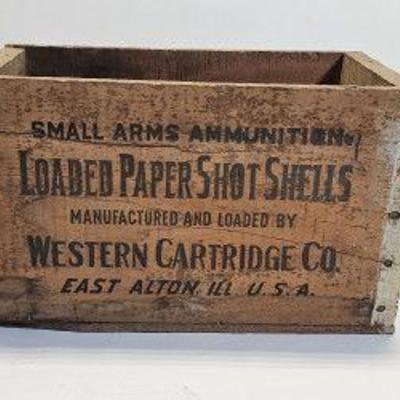 SMALL ARMS AMMUNITION
LOADED PAPER SHOT SHELLS
MANUFACTURED AND LOADED BY
WESTERN CARTRIDGE CO.
EAST ALTON, ILL. U.S.A.